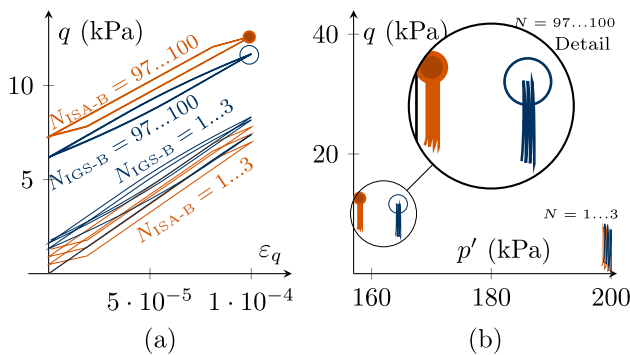 q (kPa)
10
5
N_ISA-B = 97...100
N_IGS-B = 97...100
N_IGS-B = 1...3
N_ISA-B = 1...3
ε_q
5 · 10⁻⁵
1 · 10⁻⁴
(a)
q (kPa)
40
20
N = 97...100
Detail
N = 1...3
p′ (kPa)
160
180
200
(b)